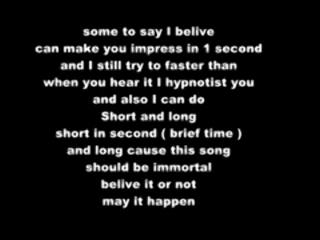 some to say I belive
can make you impress in 1 second
and I still try to faster than
when you hear it I hypnotist you
and also I can do
Short and long
short in second ( brief time )
and long cause this song
should be immortal
belive it or not
may it happen